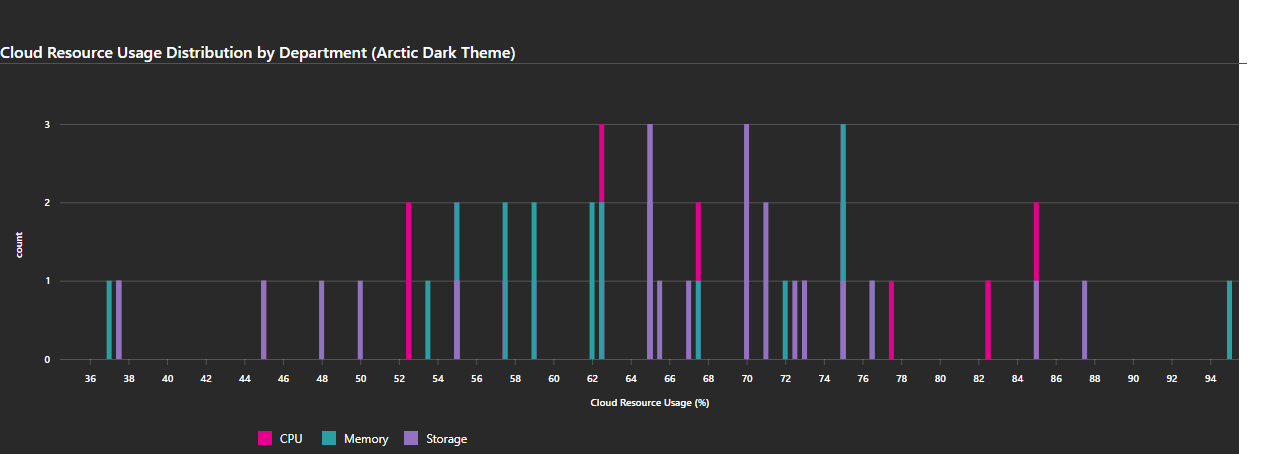 Cloud Resource Usage Distribution by Department (Arctic Dark Theme)
3
2
1
0
count
36 38 40 42 44 46 48 50 52 54 56 58 60 62 64 66 68 70 72 74 76 78 80 82 84 86 88 90 92 94
Cloud Resource Usage (%)
CPU Memory Storage